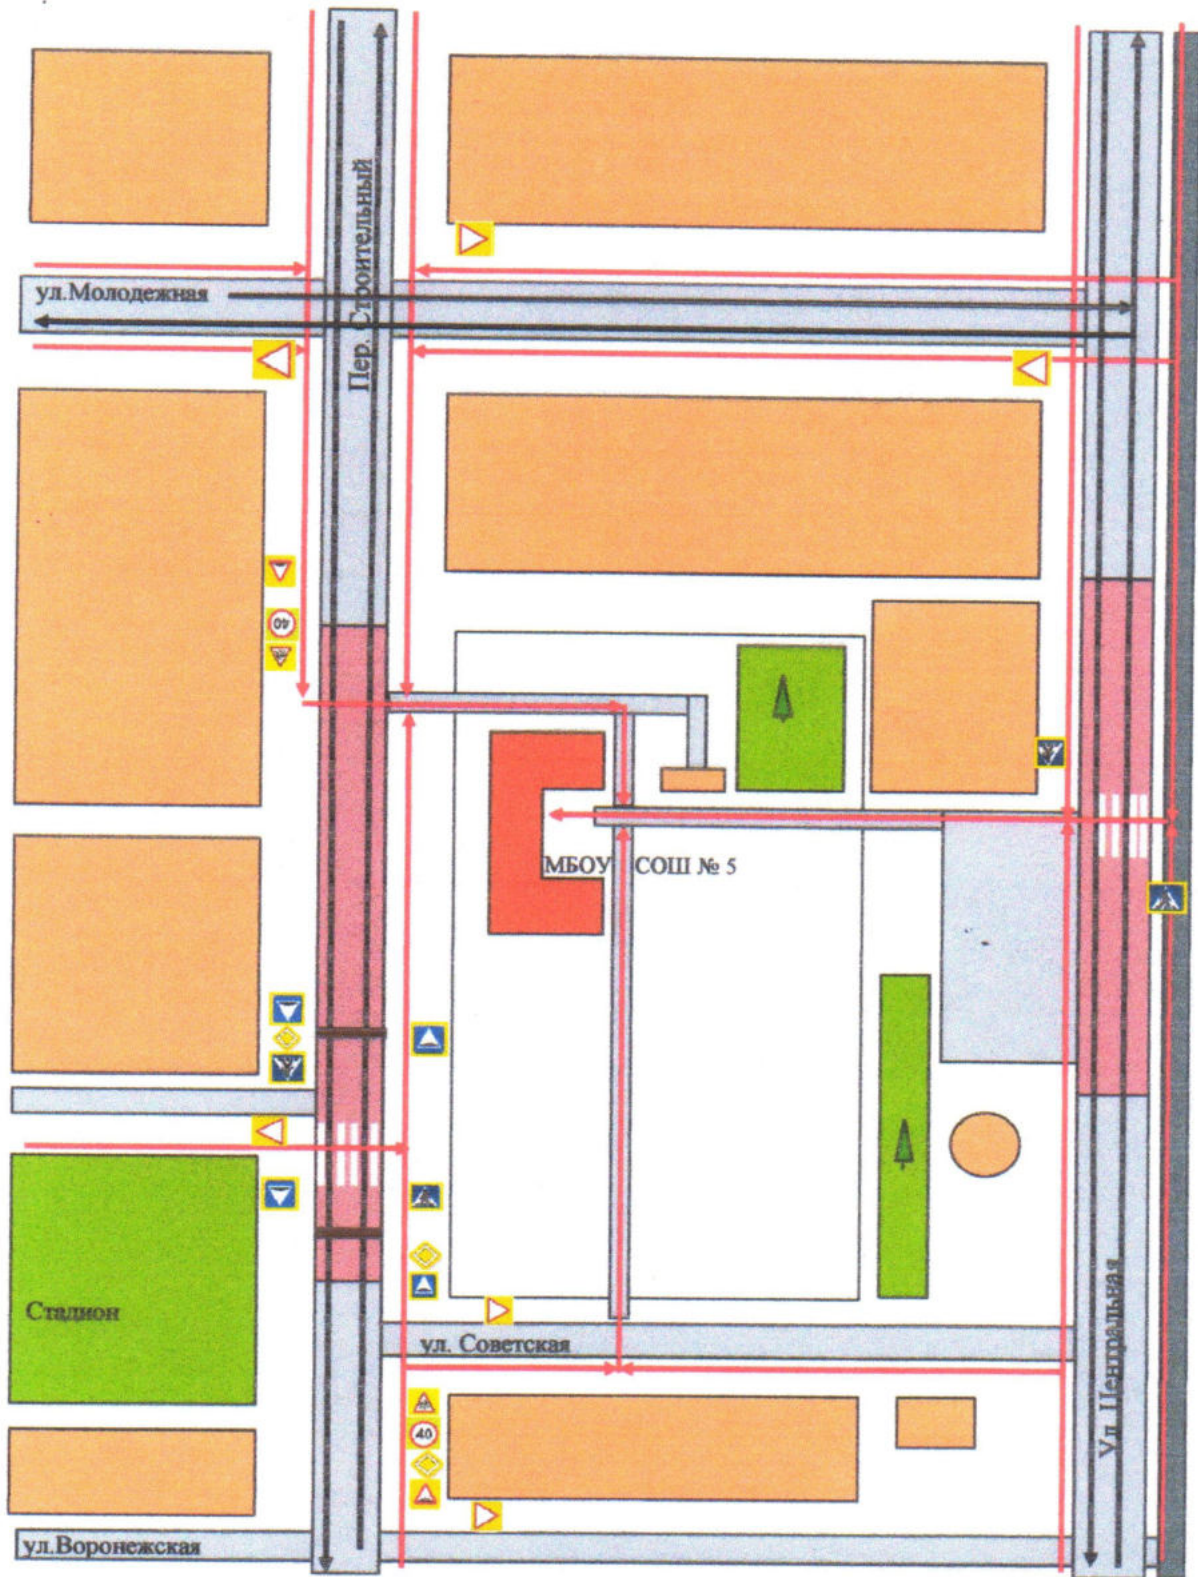 Пер. Строительный
ул.Молодежная
40
МБОУ СОШ № 5
Стадион
ул. Советская
Ул. Центральная
40
ул.Воронежская